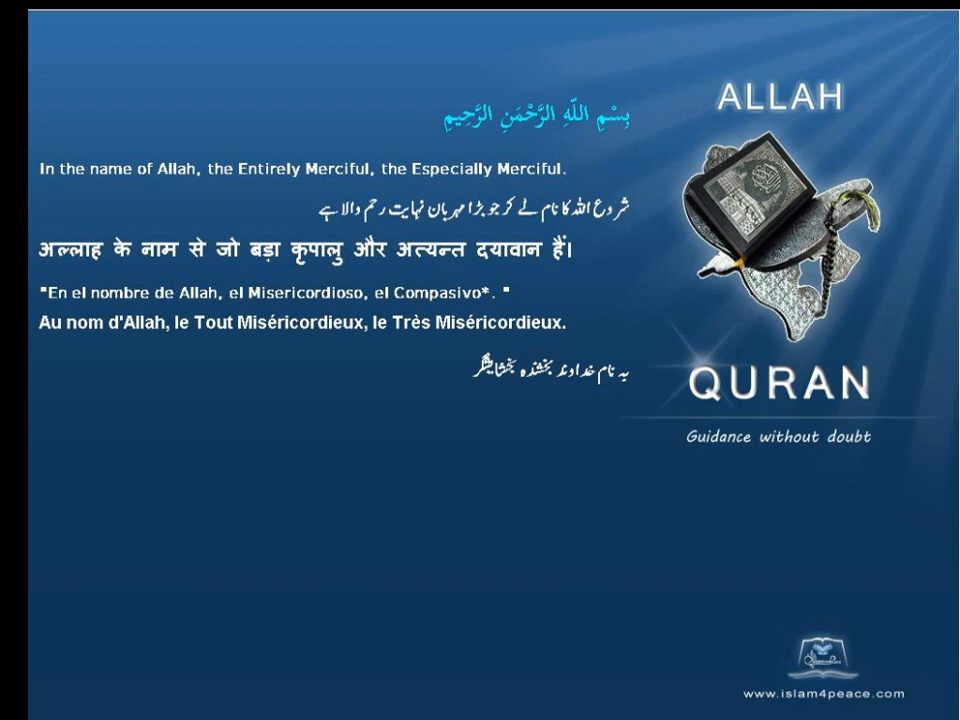 بِسْمِ اللّهِ الرَّحْمَنِ الرَّحِيمِ
In the name of Allah, the Entirely Merciful, the Especially Merciful.
شروع الله کا نام لے کر جو بڑا مہربان نہایت رحم والا ہے
अल्लाह के नाम से जो बड़ा कृपालु और अत्यन्त दयावान हैं।
"En el nombre de Allah, el Misericordioso, el Compasivo*. "
Au nom d'Allah, le Tout Miséricordieux, le Très Miséricordieux.
به نام خداوند بخشنده بخشایشگر
ALLAH
QURAN
Guidance without doubt
www.islam4peace.com